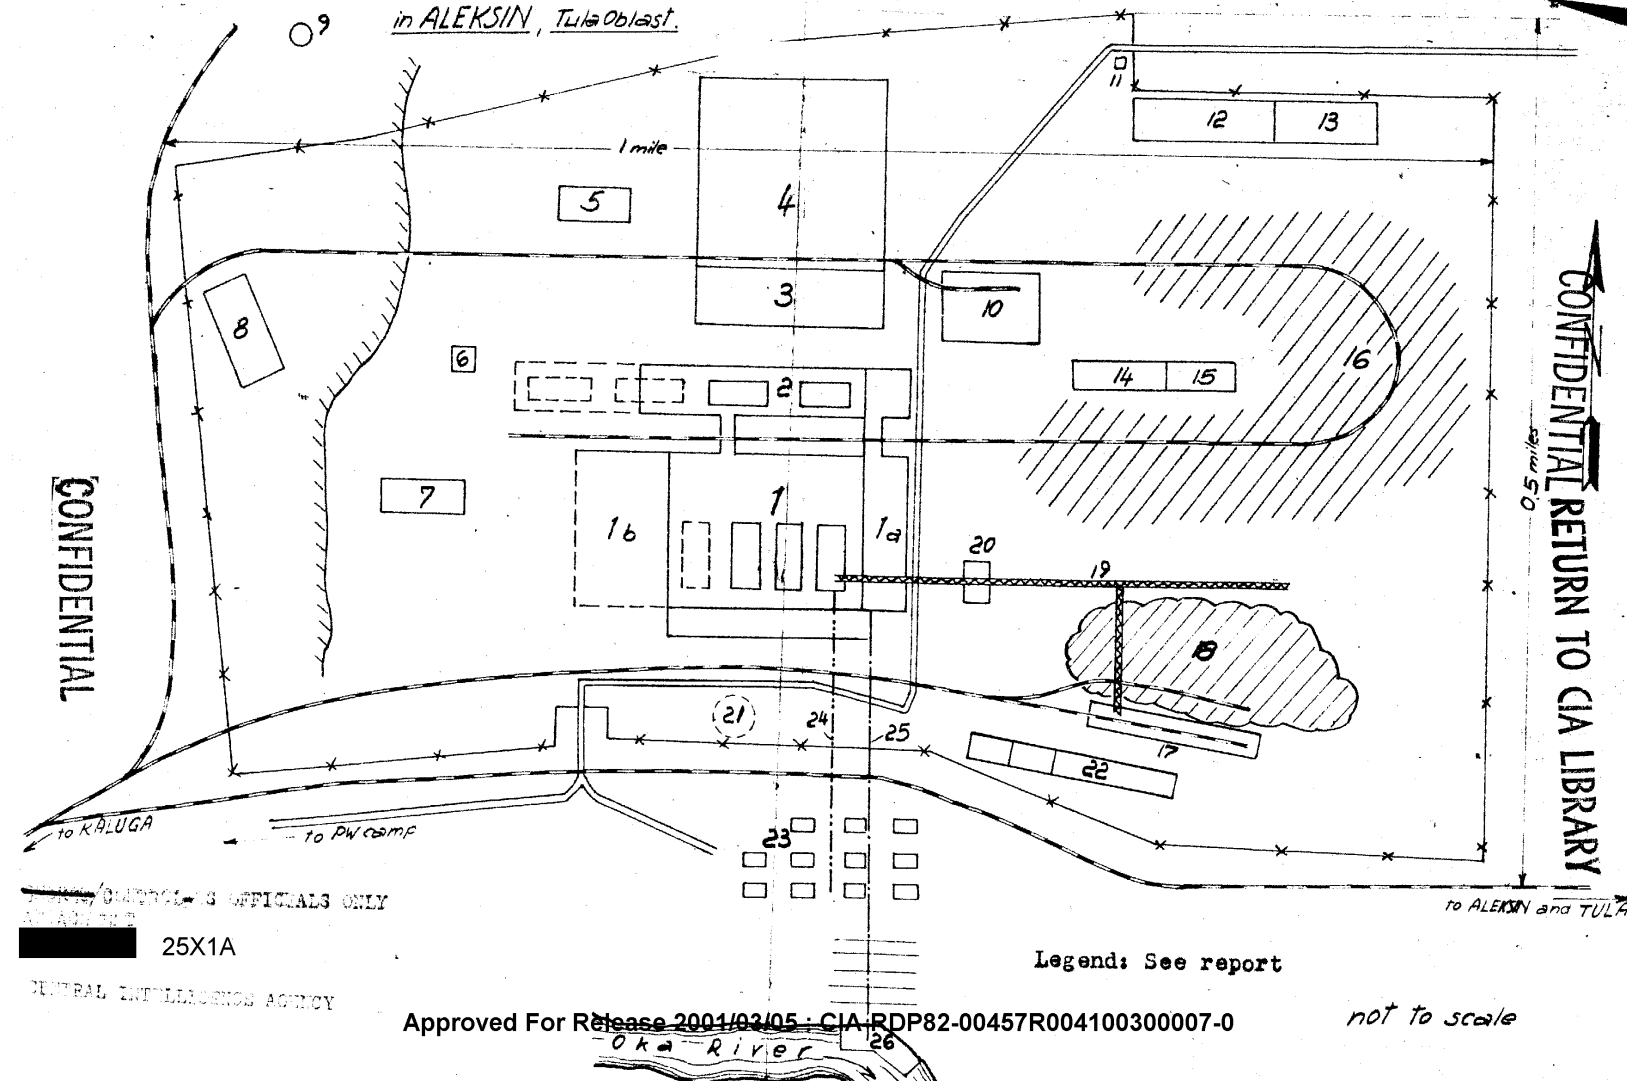 in ALEKSIN, Tula Oblast.
9
11
12
13
1 mile
5
4
3
10
8
6
2
14
15
16
0.5 miles
7
1
1b
1a
20
19
18
17
21
24
25
22
23
26
CONFIDENTIAL
CONFIDENTIAL
RETURN TO CIA LIBRARY
to KALUGA
to PW camp
to ALEKSIN and TULA
OFFICIALS ONLY
25X1A
CENTRAL INTELLIGENCE AGENCY
Legend: See report
Approved For Release 2001/03/05 : CIA-RDP82-00457R004100300007-0
not to scale
Oka River